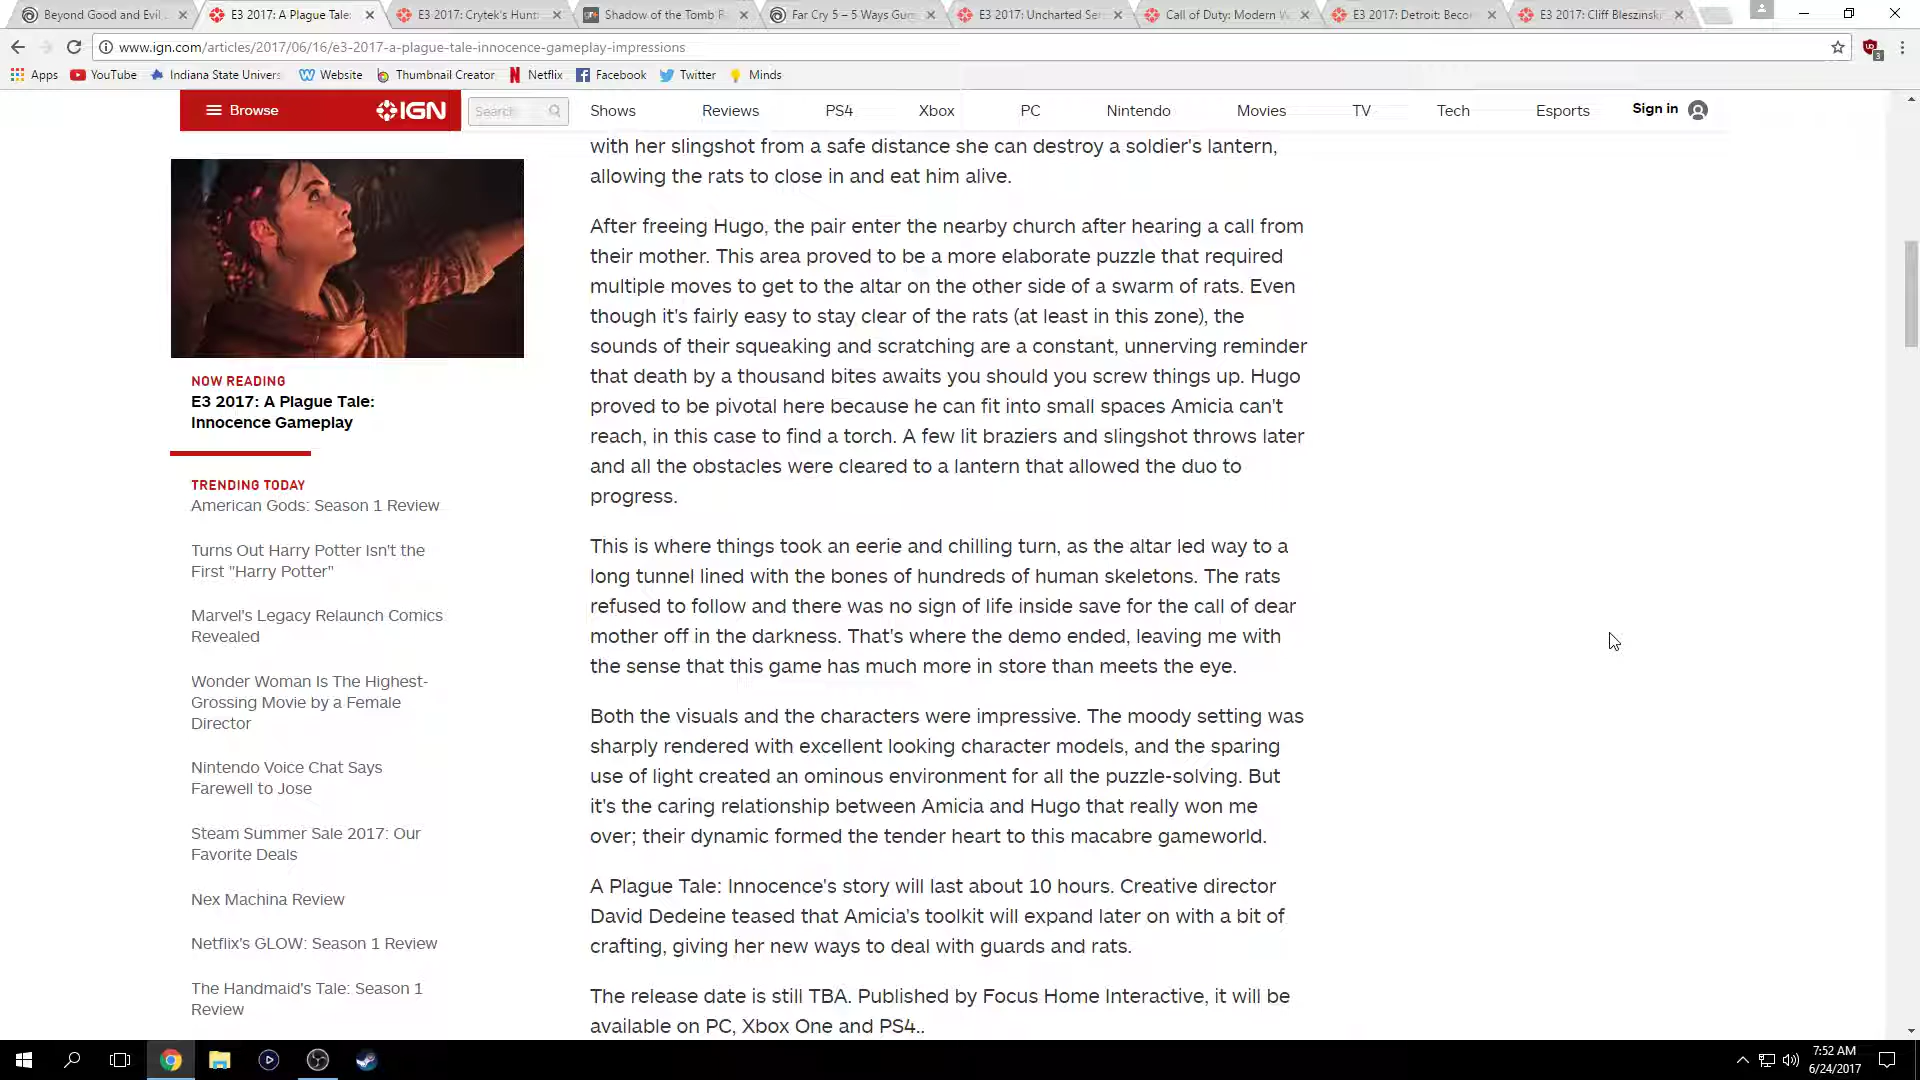 Beyond Good and Evil
E3 2017: A Plague Tale:
E3 2017: Crytek's Hunt:
Shadow of the Tomb R
Far Cry 5 – 5 Ways Gun
E3 2017: Uncharted Ser
Call of Duty: Modern W
E3 2017: Detroit: Becor
E3 2017: Cliff Bleszinski
www.ign.com/articles/2017/06/16/e3-2017-a-plague-tale-innocence-gameplay-impressions
3
Apps
YouTube
Indiana State Univers
Website
Thumbnail Creator
Netflix
Facebook
Twitter
Minds
Browse
IGN
Search
Shows
Reviews
PS4
Xbox
PC
Nintendo
Movies
TV
Tech
Esports
Sign in
NOW READING
E3 2017: A Plague Tale:
Innocence Gameplay
TRENDING TODAY
American Gods: Season 1 Review
Turns Out Harry Potter Isn't the
First "Harry Potter"
Marvel's Legacy Relaunch Comics
Revealed
Wonder Woman Is The Highest-
Grossing Movie by a Female
Director
Nintendo Voice Chat Says
Farewell to Jose
Steam Summer Sale 2017: Our
Favorite Deals
Nex Machina Review
Netflix's GLOW: Season 1 Review
The Handmaid's Tale: Season 1
Review
with her slingshot from a safe distance she can destroy a soldier's lantern,
allowing the rats to close in and eat him alive.
After freeing Hugo, the pair enter the nearby church after hearing a call from
their mother. This area proved to be a more elaborate puzzle that required
multiple moves to get to the altar on the other side of a swarm of rats. Even
though it's fairly easy to stay clear of the rats (at least in this zone), the
sounds of their squeaking and scratching are a constant, unnerving reminder
that death by a thousand bites awaits you should you screw things up. Hugo
proved to be pivotal here because he can fit into small spaces Amicia can't
reach, in this case to find a torch. A few lit braziers and slingshot throws later
and all the obstacles were cleared to a lantern that allowed the duo to
progress.
This is where things took an eerie and chilling turn, as the altar led way to a
long tunnel lined with the bones of hundreds of human skeletons. The rats
refused to follow and there was no sign of life inside save for the call of dear
mother off in the darkness. That's where the demo ended, leaving me with
the sense that this game has much more in store than meets the eye.
Both the visuals and the characters were impressive. The moody setting was
sharply rendered with excellent looking character models, and the sparing
use of light created an ominous environment for all the puzzle-solving. But
it's the caring relationship between Amicia and Hugo that really won me
over; their dynamic formed the tender heart to this macabre gameworld.
A Plague Tale: Innocence's story will last about 10 hours. Creative director
David Dedeine teased that Amicia's toolkit will expand later on with a bit of
crafting, giving her new ways to deal with guards and rats.
The release date is still TBA. Published by Focus Home Interactive, it will be
available on PC, Xbox One and PS4..
7:52 AM
6/24/2017